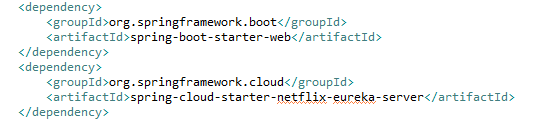 <dependency>
<groupId>org.springframework.boot</groupId>
<artifactId>spring-boot-starter-web</artifactId>
</dependency>
<dependency>
<groupId>org.springframework.cloud</groupId>
<artifactId>spring-cloud-starter-netflix-eureka-server</artifactId>
</dependency>